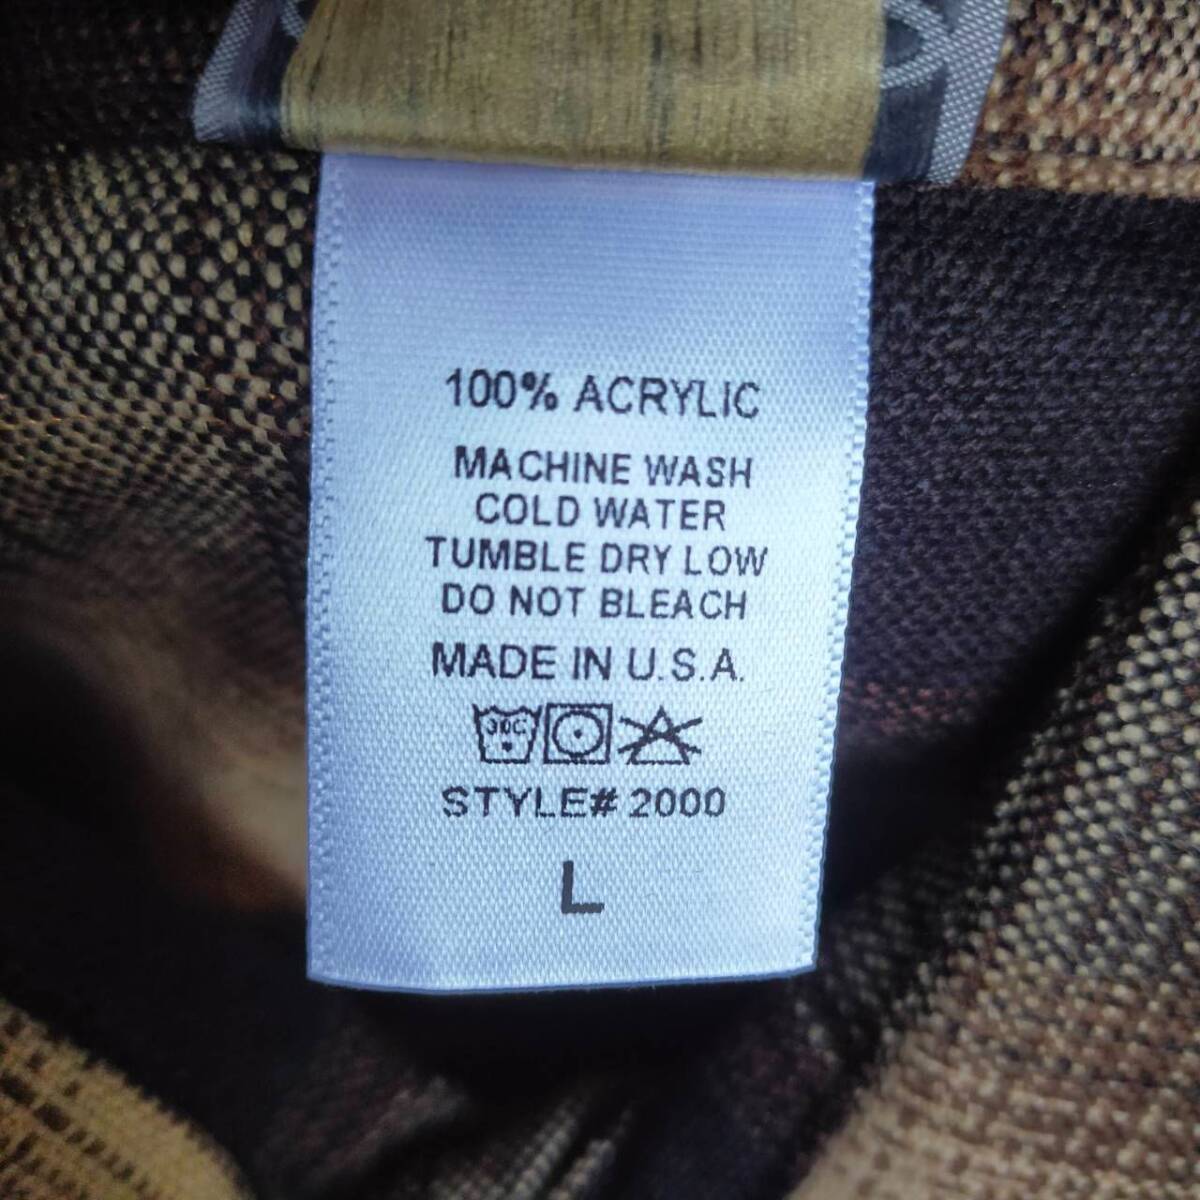 100% ACRYLIC
MACHINE WASH
COLD WATER
TUMBLE DRY LOW
DO NOT BLEACH
MADE IN U.S.A.
30C
STYLE# 2000
L